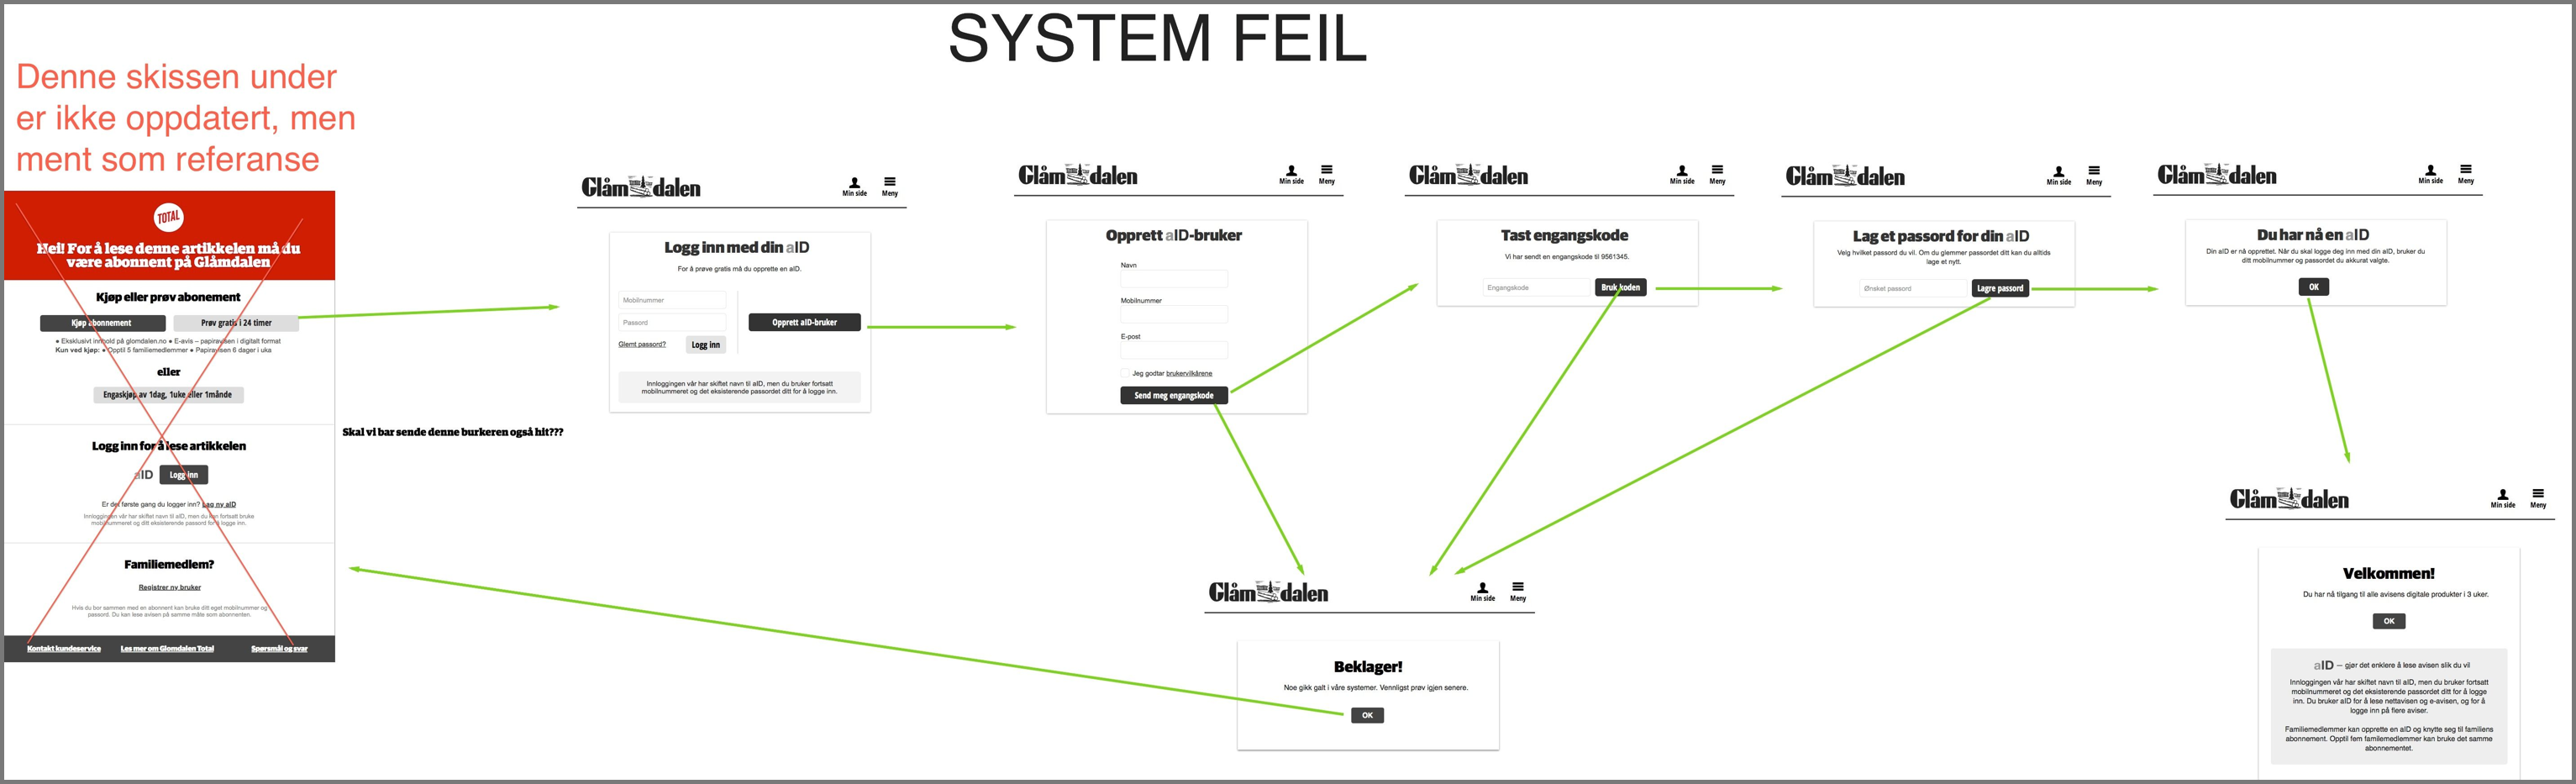 SYSTEM FEIL
Denne skissen under
er ikke oppdatert, men
ment som referanse
TOTAL
Hei! For å lese denne artikkelen må du
være abonnent på Glåmdalen
Kjøp eller prøv abonement
Kjøp abonnement
Prøv gratis i 24 timer
• Eksklusivt innhold på glomdalen.no • E-avis – papiravisen i digitalt format
Kun ved kjøp: • Opptil 5 familiemedlemmer • Papiravisen 6 dager i uka
eller
Engaskjøp av 1dag, 1uke eller 1månde
Logg inn for å lese artikkelen
aID
Logg inn
Er det første gang du logger inn? Lag ny aID
Innloggingen vår har skiftet navn til aID, men du kan fortsatt bruke
mobilnummeret og ditt eksisterende passord for å logge inn.
Familiemedlem?
Registrer ny bruker
Hvis du bor sammen med en abonnent kan bruke ditt eget mobilnummer og
passord. Du kan lese avisen på samme måte som abonnenten.
Kontakt kundeservice
Les mer om Glomdalen Total
Spørsmål og svar
Skal vi bar sende denne burkeren også hit???
Glåmdalen
Min side
Meny
Logg inn med din aID
For å prøve gratis må du opprette en aID.
Mobilnummer
Passord
Glemt passord?
Logg inn
Opprett aID-bruker
Innloggingen vår har skiftet navn til aID, men du bruker fortsatt
mobilnummeret og det eksisterende passordet ditt for å logge inn.
Glåmdalen
Min side
Meny
Opprett aID-bruker
Navn
Mobilnummer
E-post
Jeg godtar brukervilkårene
Send meg engangskode
Glåmdalen
Min side
Meny
Tast engangskode
Vi har sendt en engangskode til 9561345.
Engangskode
Bruk koden
Glåmdalen
Min side
Meny
Lag et passord for din aID
Velg hvilket passord du vil. Om du glemmer passordet ditt kan du alltids
lage et nytt.
Ønsket passord
Lagre passord
Glåmdalen
Min side
Meny
Du har nå en aID
Din aID er nå opprettet. Når du skal logge deg inn med din aID, bruker du
ditt mobilnummer og passordet du akkurat valgte.
OK
Glåmdalen
Min side
Meny
Beklager!
Noe gikk galt i våre systemer. Vennligst prøv igjen senere.
OK
Glåmdalen
Min side
Meny
Velkommen!
Du har nå tilgang til alle avisens digitale produkter i 3 uker.
OK
aID – gjør det enklere å lese avisen slik du vil
Innloggingen vår har skiftet navn til aID, men du bruker fortsatt
mobilnummeret og det eksisterende passordet ditt for å logge
inn. Du bruker aID for å lese nettavisen og e-avisen, og for å
logge inn på flere aviser.
Familiemedlemmer kan opprette en aID og knytte seg til familiens
abonnement. Opptil fem familemedlemmer kan bruke det samme
abonnementet.